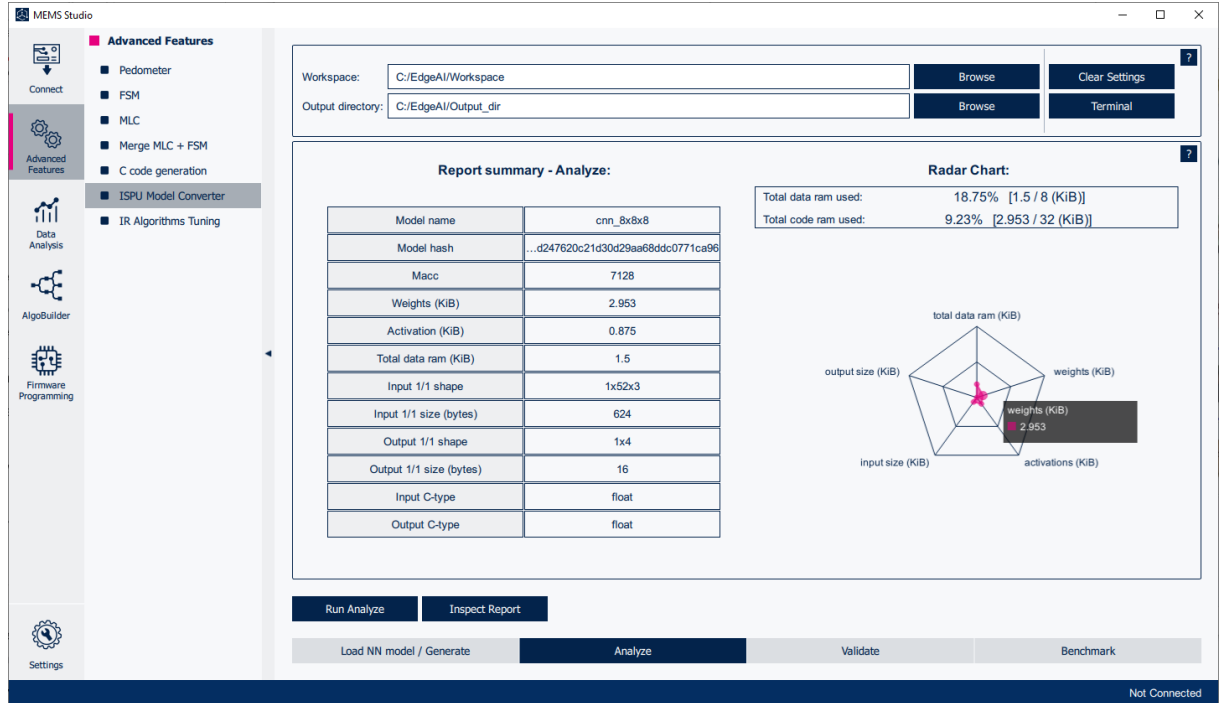 MEMS Studio
Connect
Advanced
Features
Data
Analysis
AlgoBuilder
Firmware
Programming
Settings
Advanced Features
Pedometer
FSM
MLC
Merge MLC + FSM
C code generation
ISPU Model Converter
IR Algorithms Tuning
?
Workspace: C:/EdgeAI/Workspace Browse Clear Settings
Output directory: C:/EdgeAI/Output_dir Browse Terminal
?
Report summary - Analyze:
Model name cnn_8x8x8
Model hash ...d247620c21d30d29aa68ddc0771ca96
Macc 7128
Weights (KiB) 2.953
Activation (KiB) 0.875
Total data ram (KiB) 1.5
Input 1/1 shape 1x52x3
Input 1/1 size (bytes) 624
Output 1/1 shape 1x4
Output 1/1 size (bytes) 16
Input C-type float
Output C-type float
Radar Chart:
Total data ram used: 18.75% [1.5 / 8 (KiB)]
Total code ram used: 9.23% [2.953 / 32 (KiB)]
total data ram (KiB)
output size (KiB)
weights (KiB)
weights (KiB)
2.953
input size (KiB)
activations (KiB)
Run Analyze Inspect Report
Load NN model / Generate Analyze Validate Benchmark
Not Connected